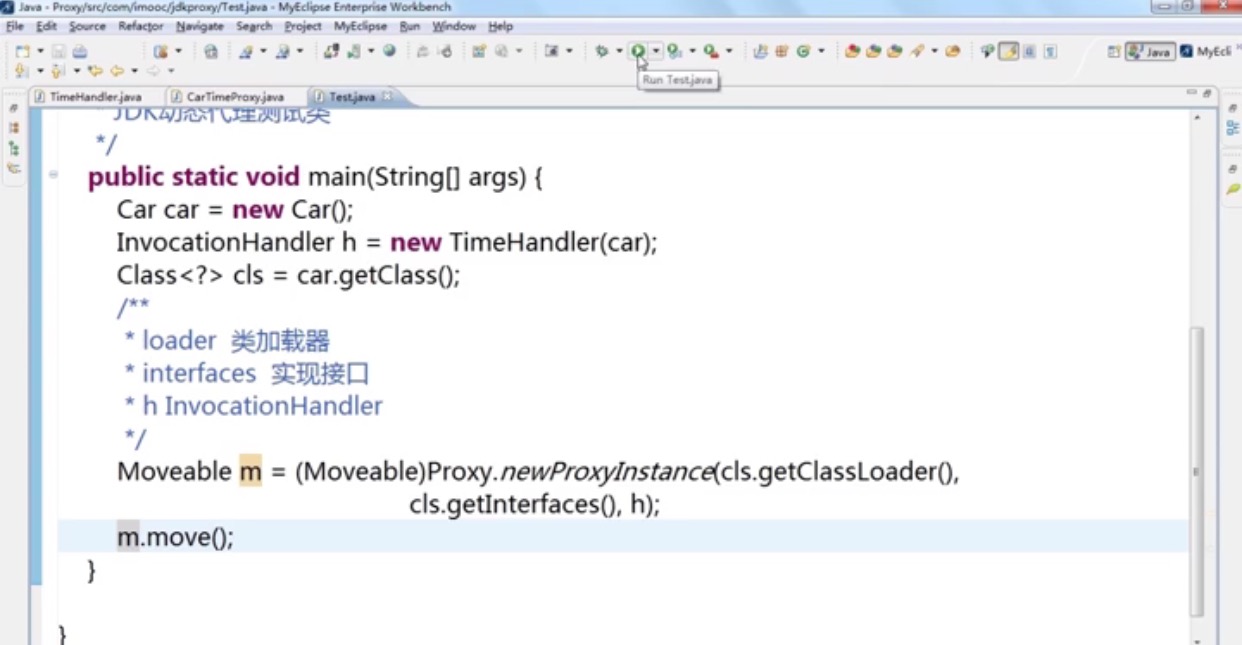 Java - Proxy/src/com/imooc/jdkproxy/Test.java - MyEclipse Enterprise Workbench
File Edit Source Refactor Navigate Search Project MyEclipse Run Window Help
Java MyEcli
Run Test.java
TimeHandler.java CarTimeProxy.java Test.java
* JDK动态代理测试类
*/
public static void main(String[] args) {
Car car = new Car();
InvocationHandler h = new TimeHandler(car);
Class<?> cls = car.getClass();
/**
* loader 类加载器
* interfaces 实现接口
* h InvocationHandler
*/
Moveable m = (Moveable)Proxy.newProxyInstance(cls.getClassLoader(),
cls.getInterfaces(), h);
m.move();
}
}